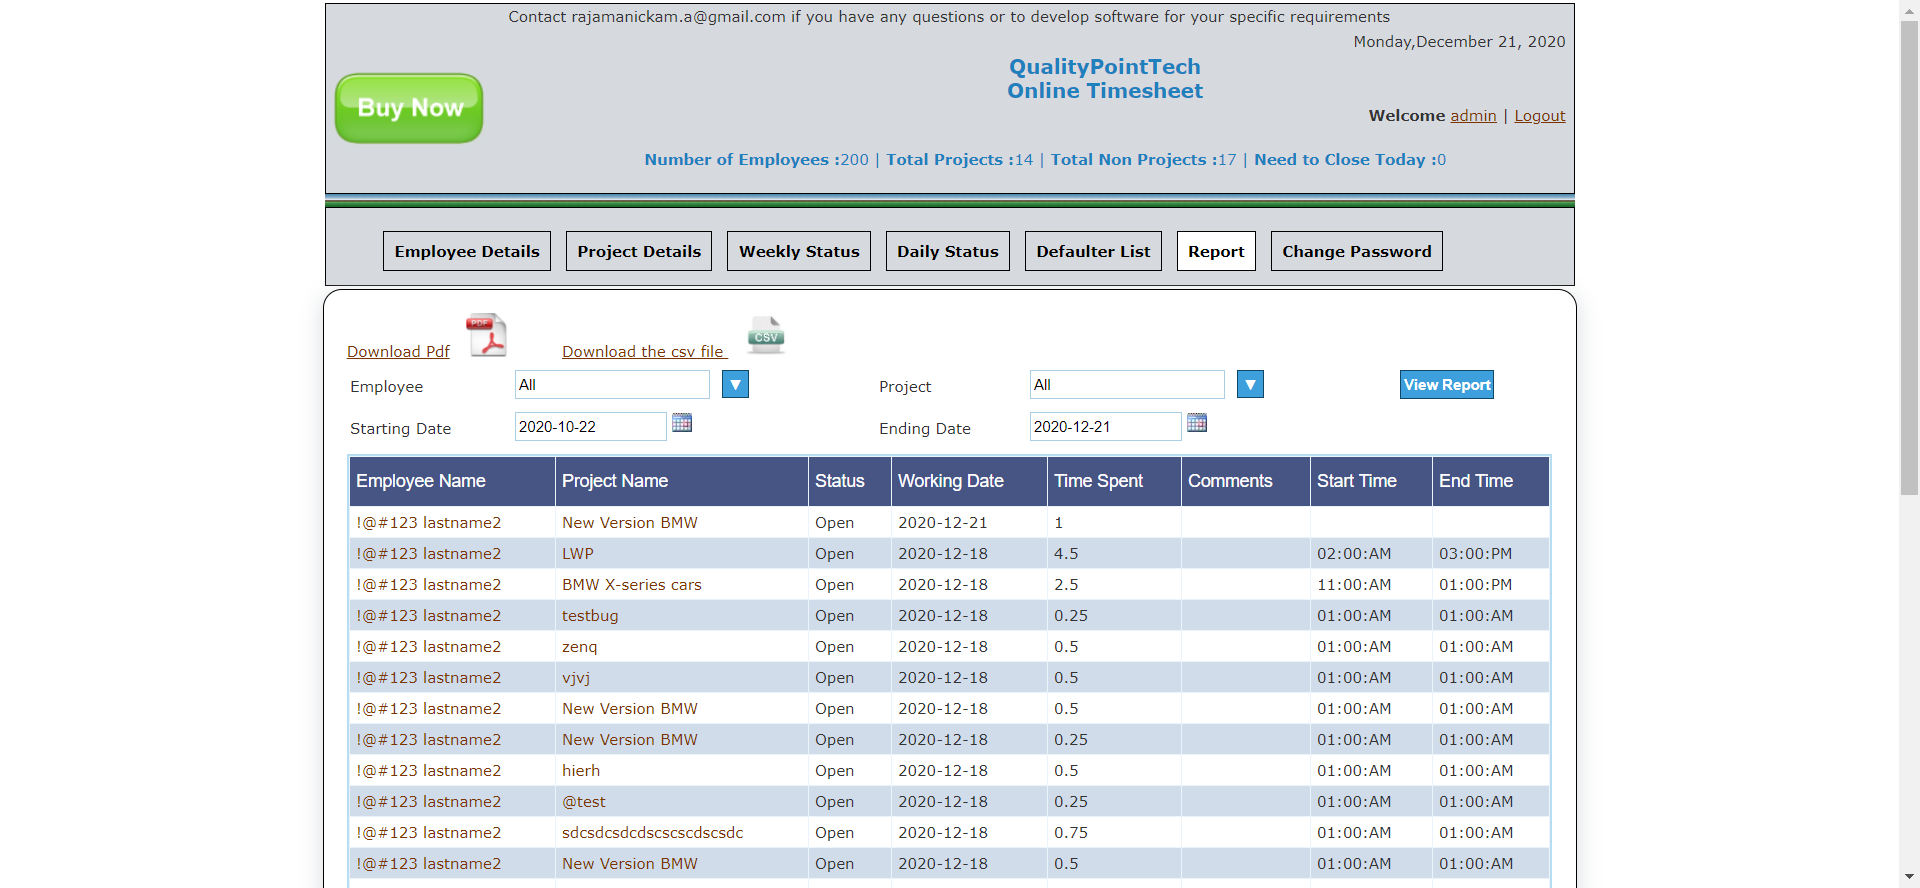 Contact rajamanickam.a@gmail.com if you have any questions or to develop software for your specific requirements
Monday,December 21, 2020
QualityPointTech
Online Timesheet
Buy Now
Welcome admin | Logout
Number of Employees :200 | Total Projects :14 | Total Non Projects :17 | Need to Close Today :0
Employee Details Project Details Weekly Status Daily Status Defaulter List Report Change Password
Download Pdf PDF Download the csv file CSV
Employee All Project All View Report
Starting Date 2020-10-22 Ending Date 2020-12-21
Employee Name Project Name Status Working Date Time Spent Comments Start Time End Time
!@#123 lastname2 New Version BMW Open 2020-12-21 1
!@#123 lastname2 LWP Open 2020-12-18 4.5 02:00:AM 03:00:PM
!@#123 lastname2 BMW X-series cars Open 2020-12-18 2.5 11:00:AM 01:00:PM
!@#123 lastname2 testbug Open 2020-12-18 0.25 01:00:AM 01:00:AM
!@#123 lastname2 zenq Open 2020-12-18 0.5 01:00:AM 01:00:AM
!@#123 lastname2 vjvj Open 2020-12-18 0.5 01:00:AM 01:00:AM
!@#123 lastname2 New Version BMW Open 2020-12-18 0.5 01:00:AM 01:00:AM
!@#123 lastname2 New Version BMW Open 2020-12-18 0.25 01:00:AM 01:00:AM
!@#123 lastname2 hierh Open 2020-12-18 0.5 01:00:AM 01:00:AM
!@#123 lastname2 @test Open 2020-12-18 0.25 01:00:AM 01:00:AM
!@#123 lastname2 sdcsdcsdcdscscscdscsdc Open 2020-12-18 0.75 01:00:AM 01:00:AM
!@#123 lastname2 New Version BMW Open 2020-12-18 0.5 01:00:AM 01:00:AM